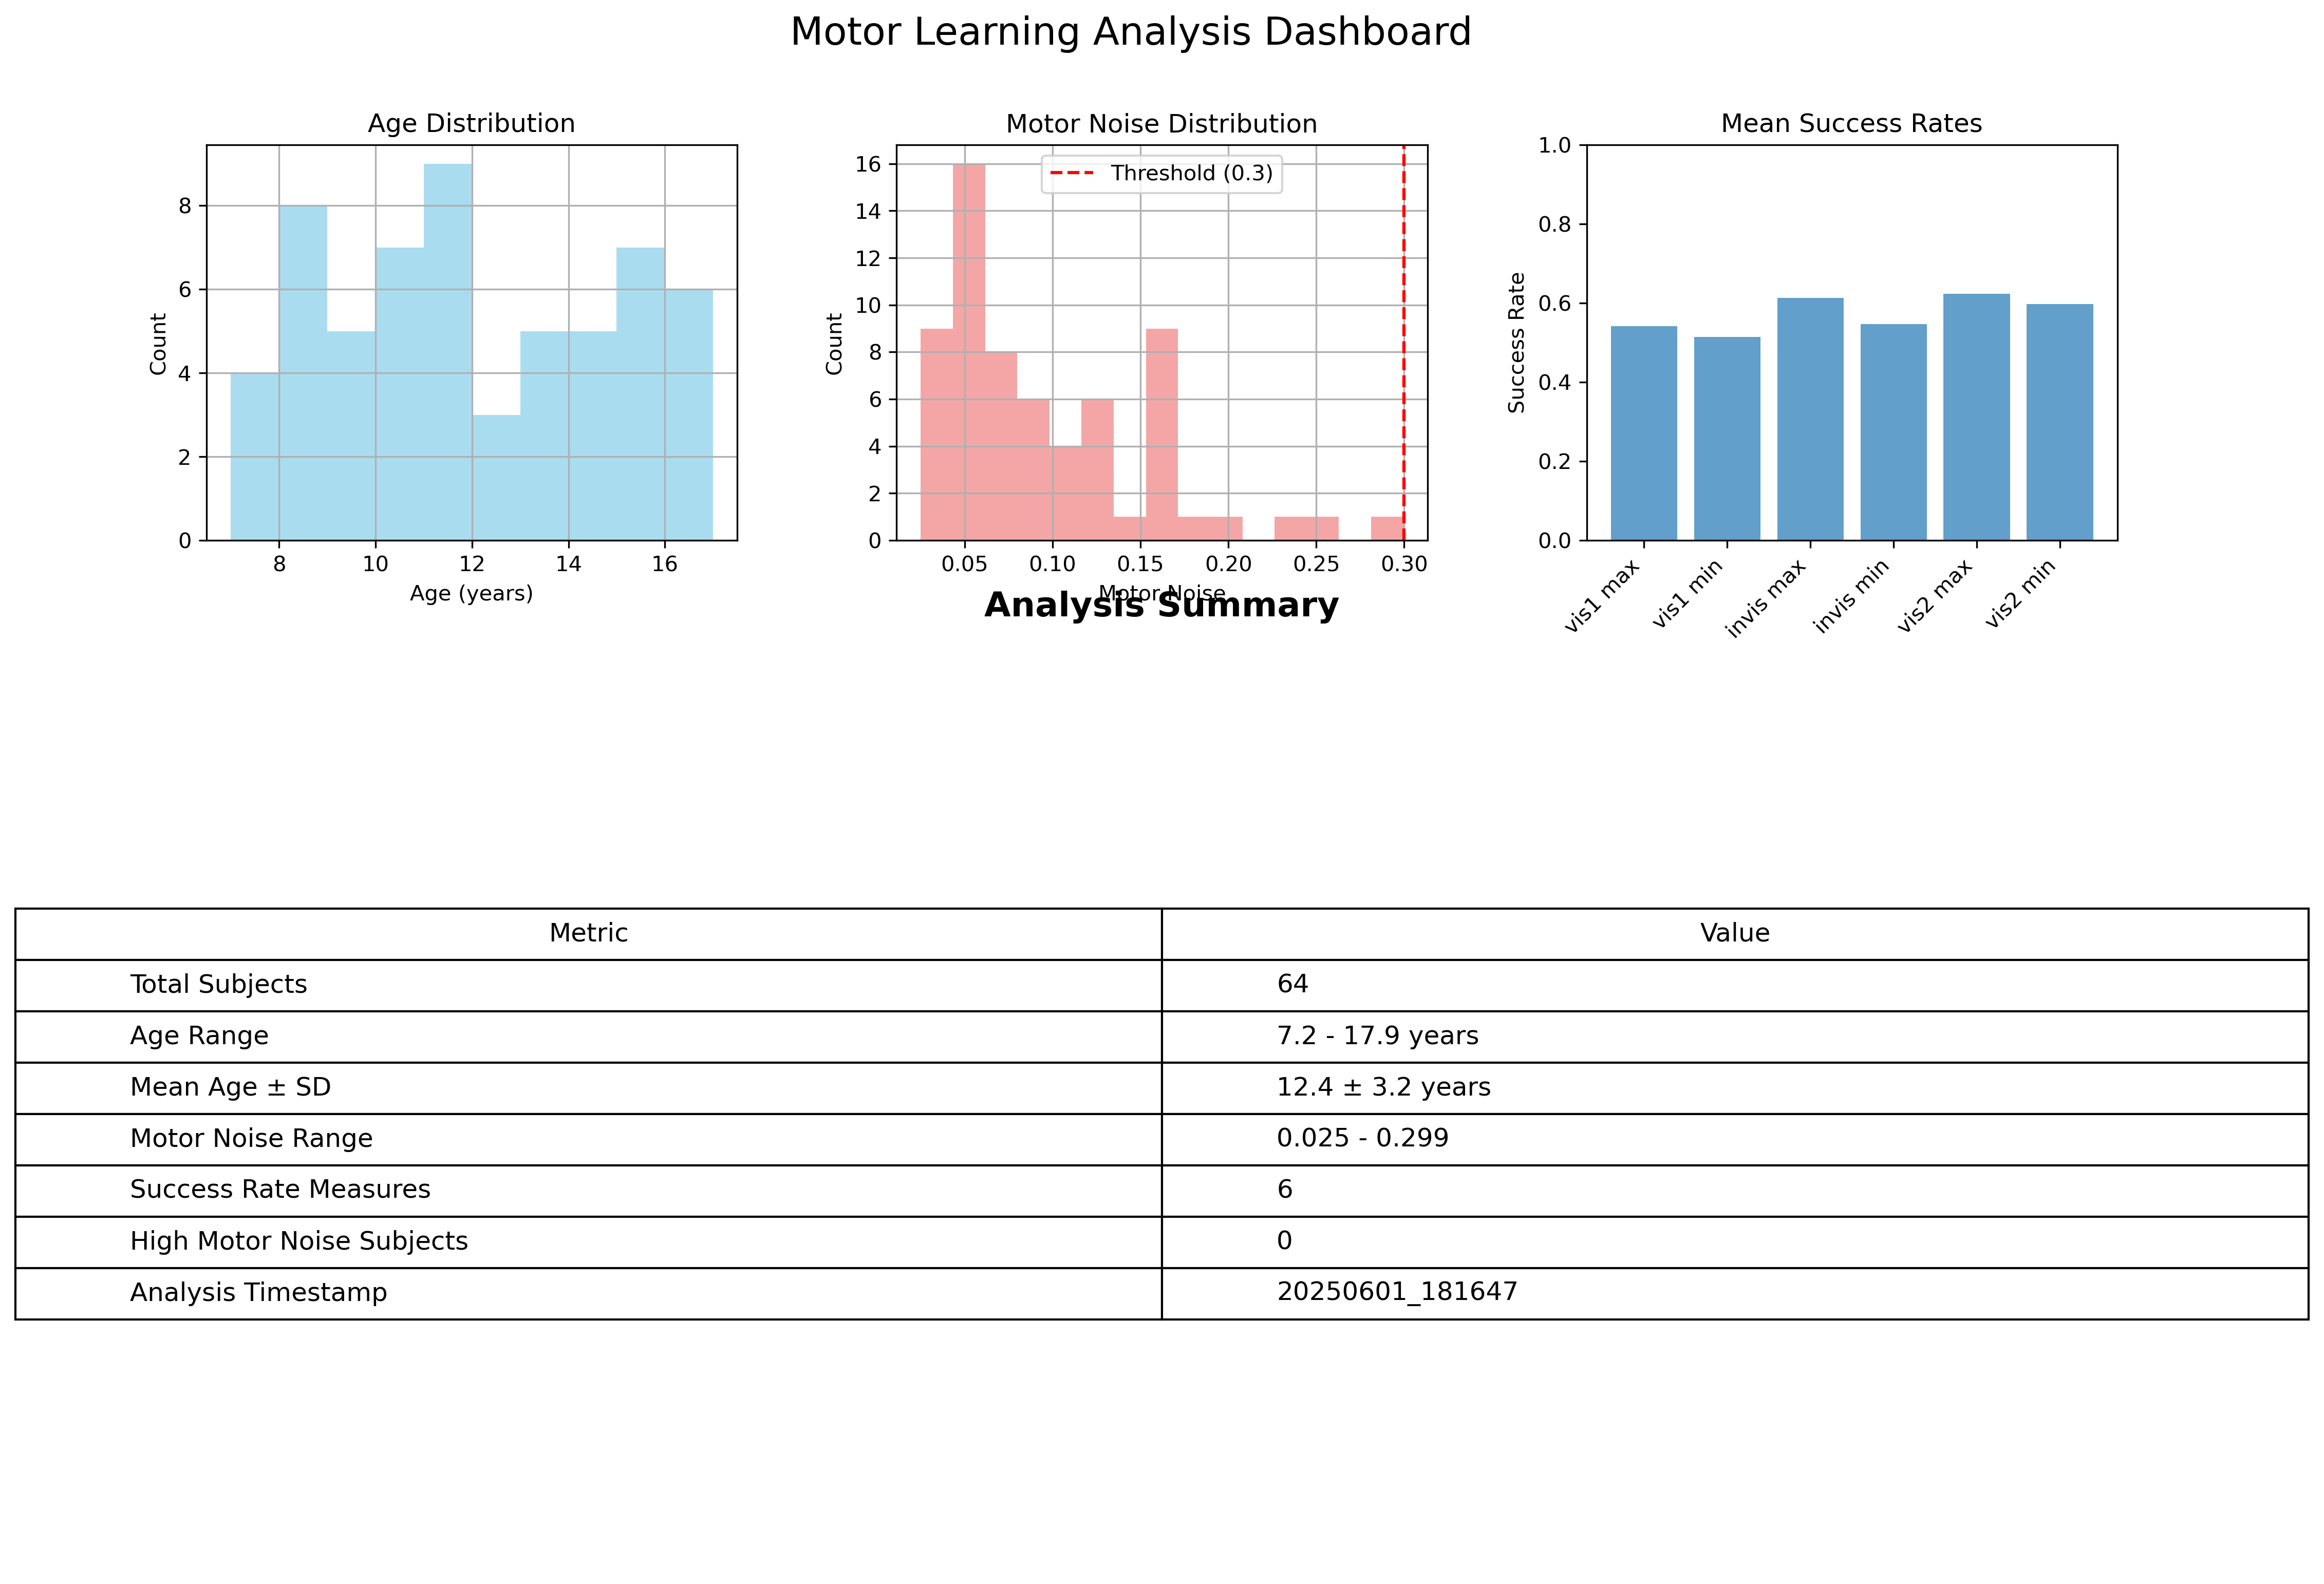 Motor Learning Analysis Dashboard
Age Distribution
Count
8
6
4
2
0
8 10 12 14 16
Age (years)
Motor Noise Distribution
Threshold (0.3)
Count
16
14
12
10
8
6
4
2
0
0.05 0.10 0.15 0.20 0.25 0.30
Motor Noise
Mean Success Rates
Success Rate
1.0
0.8
0.6
0.4
0.2
0.0
vis1 max
vis1 min
invis max
invis min
vis2 max
vis2 min
Analysis Summary
Metric Value
Total Subjects 64
Age Range 7.2 - 17.9 years
Mean Age ± SD 12.4 ± 3.2 years
Motor Noise Range 0.025 - 0.299
Success Rate Measures 6
High Motor Noise Subjects 0
Analysis Timestamp 20250601_181647